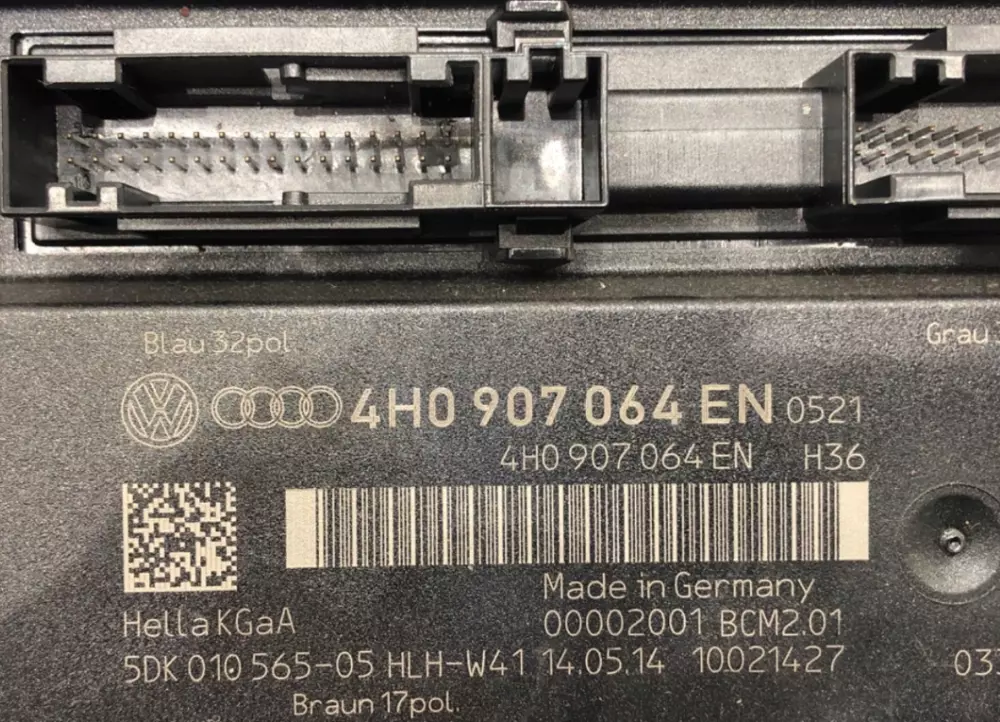 Blau 32pol
Grau
4H0 907 064 EN 0521
4H0 907 064 EN H36
Made in Germany
Hella KGaA
00002001 BCM2.01
5DK 010 565-05 HLH-W41 14.05.14 10021427
Braun 17pol.